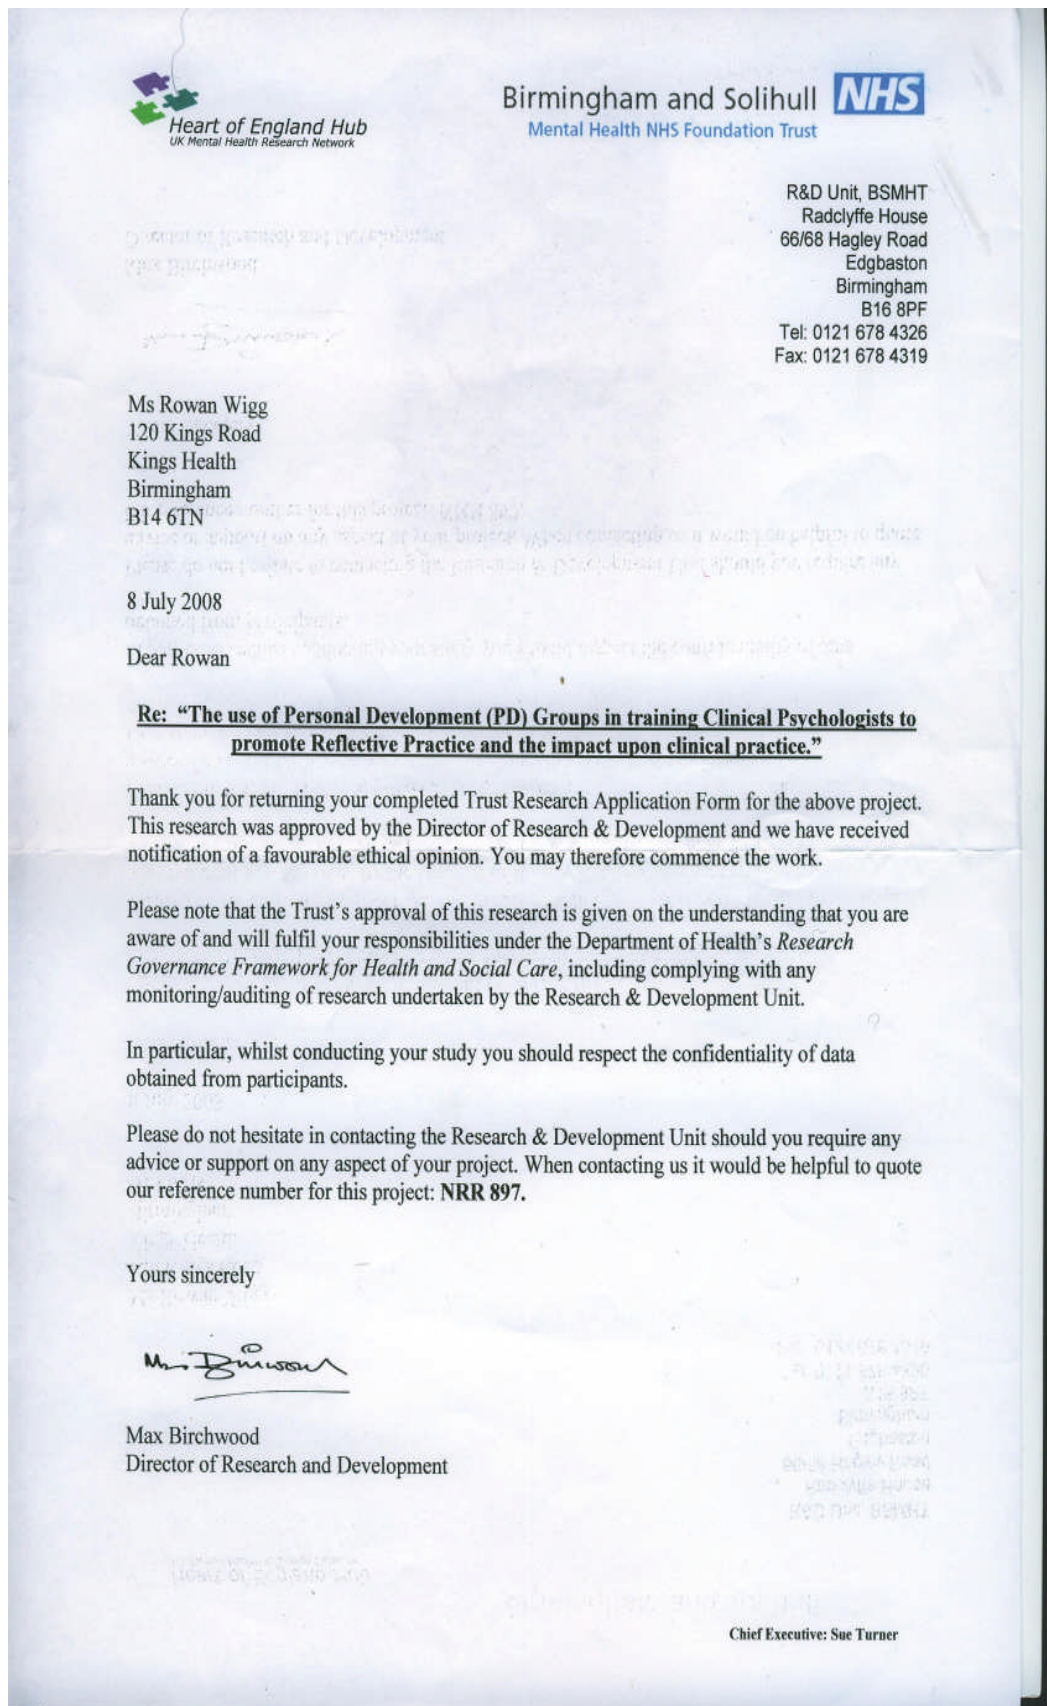 Heart of England Hub
UK Mental Health Research Network
Birmingham and Solihull NHS
Mental Health NHS Foundation Trust
R&D Unit, BSMHT
Radclyffe House
66/68 Hagley Road
Edgbaston
Birmingham
B16 8PF
Tel: 0121 678 4326
Fax: 0121 678 4319
Ms Rowan Wigg
120 Kings Road
Kings Health
Birmingham
B14 6TN
8 July 2008
Dear Rowan
Re: “The use of Personal Development (PD) Groups in training Clinical Psychologists to
promote Reflective Practice and the impact upon clinical practice.”
Thank you for returning your completed Trust Research Application Form for the above project.
This research was approved by the Director of Research & Development and we have received
notification of a favourable ethical opinion. You may therefore commence the work.
Please note that the Trust’s approval of this research is given on the understanding that you are
aware of and will fulfil your responsibilities under the Department of Health’s Research
Governance Framework for Health and Social Care, including complying with any
monitoring/auditing of research undertaken by the Research & Development Unit.
In particular, whilst conducting your study you should respect the confidentiality of data
obtained from participants.
Please do not hesitate in contacting the Research & Development Unit should you require any
advice or support on any aspect of your project. When contacting us it would be helpful to quote
our reference number for this project: NRR 897.
Yours sincerely
Max Birchwood
Director of Research and Development
Chief Executive: Sue Turner